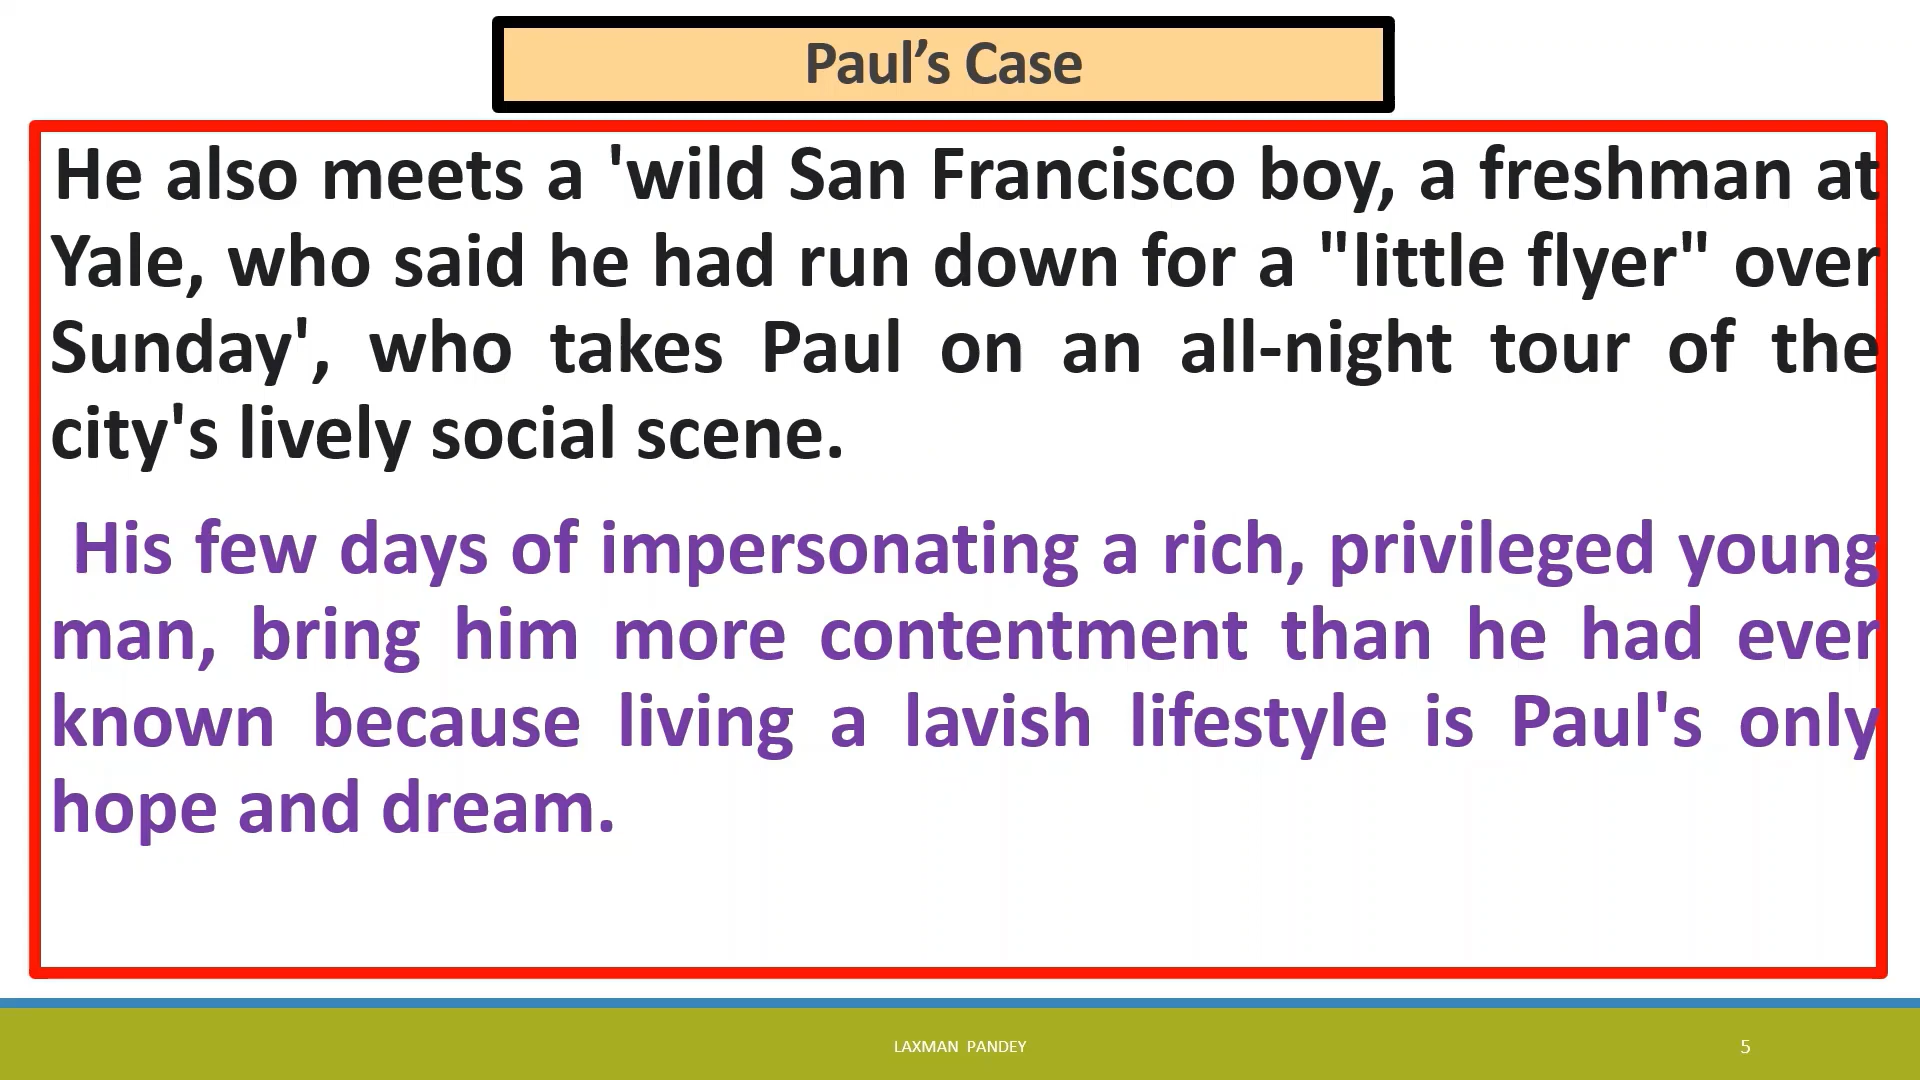 Paul’s Case
He also meets a 'wild San Francisco boy, a freshman at
Yale, who said he had run down for a "little flyer" over
Sunday', who takes Paul on an all-night tour of the
city's lively social scene.
His few days of impersonating a rich, privileged young
man, bring him more contentment than he had ever
known because living a lavish lifestyle is Paul's only
hope and dream.
LAXMAN PANDEY
5